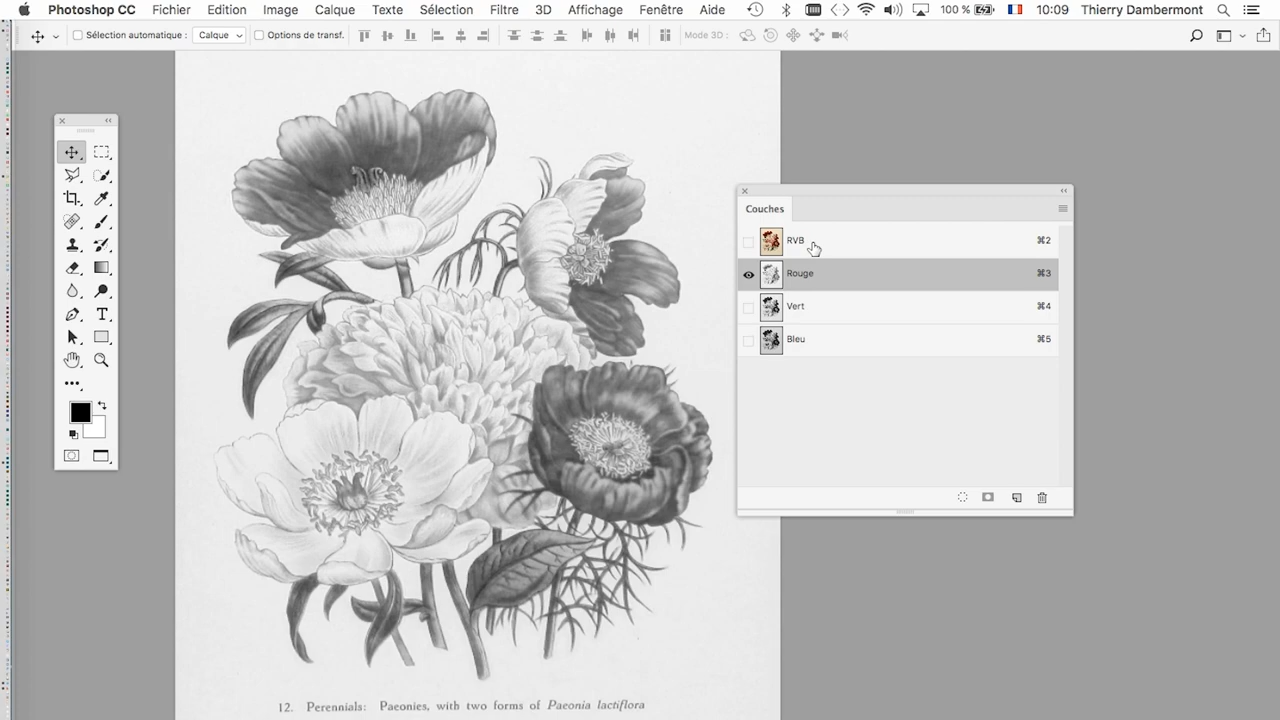 Photoshop CC Fichier Edition Image Calque Texte Sélection Filtre 3D Affichage Fenêtre Aide 100 % 10:09 Thierry Dambermont
Sélection automatique : Calque Options de transf. Mode 3D :
Couches
RVB ⌘2
Rouge ⌘3
Vert ⌘4
Bleu ⌘5
12. Perennials: Paeonies, with two forms of Paeonia lactiflora